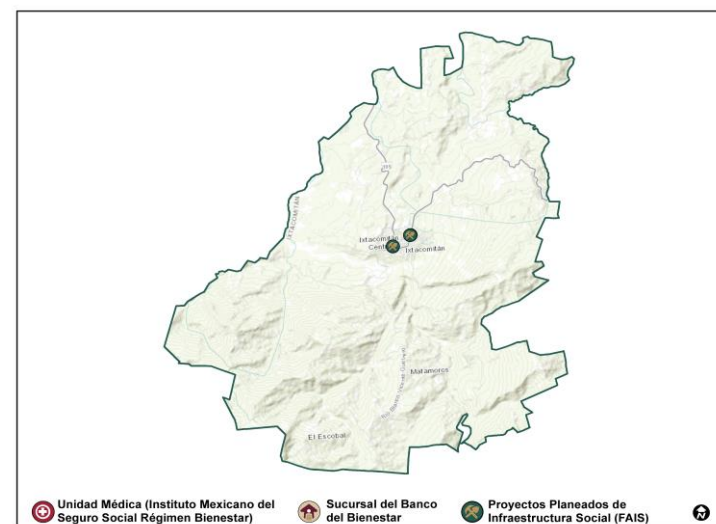 IXTACOMITÁN
Ixtacomitán
Centro
Ixtacomitán
Matamoros
El Escobal
Unidad Médica (Instituto Mexicano del
Seguro Social Régimen Bienestar)
Sucursal del Banco
del Bienestar
Proyectos Planeados de
Infraestructura Social (FAIS)
N